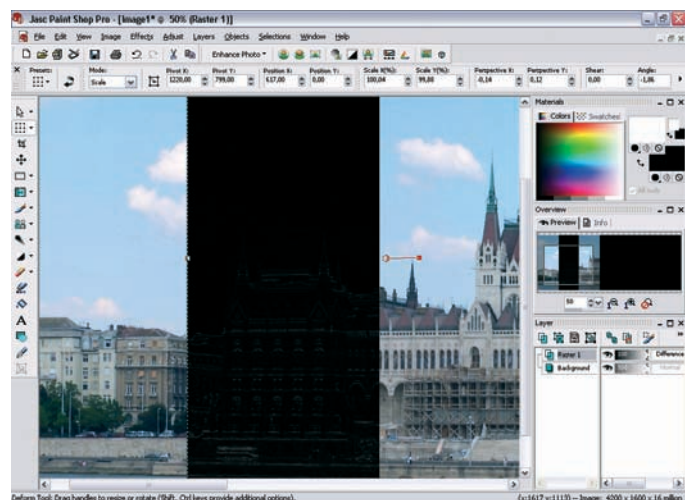 Jasc Paint Shop Pro - [Image1* @ 50% (Raster 1)]
File Edit View Image Effects Adjust Layers Objects Selections Window Help
Enhance Photo
Presets: Mode: Pivot X: Pivot Y: Position X: Position Y: Scale X(%): Scale Y(%): Perspective X: Perspective Y: Shear: Angle:
Scale 1220,00 799,00 617,00 0,00 100,04 99,88 -0,14 0,12 0,00 -1,06
Materials
Colors Swatches
All tools
Overview
Preview Info
50
Layer
Raster 1 Difference
Background Normal
A
Deform Tool: Drag handles to resize or rotate (Shift, Ctrl keys provide additional options).
(x:1617 y:1113) -- Image: 4200 x 1600 x 16 million